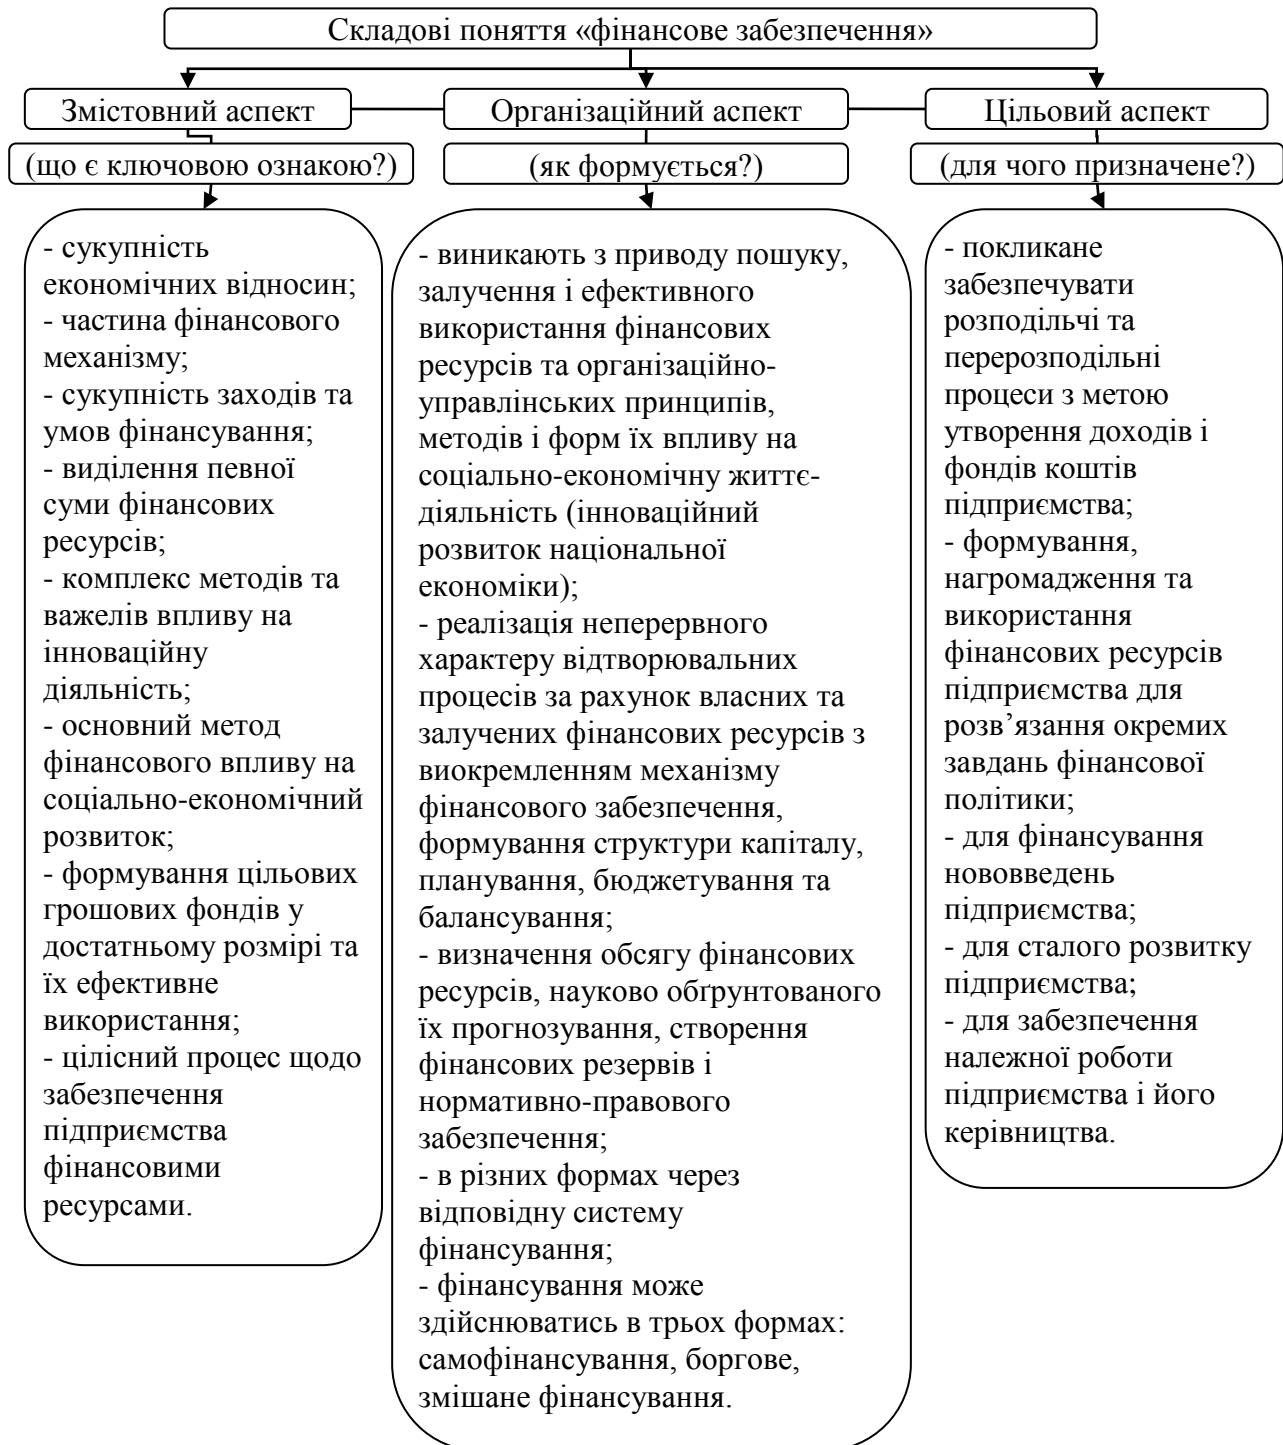 Складові поняття «фінансове забезпечення»
Змістовний аспект
(що є ключовою ознакою?)
- сукупність
економічних відносин;
- частина фінансового
механізму;
- сукупність заходів та
умов фінансування;
- виділення певної
суми фінансових
ресурсів;
- комплекс методів та
важелів впливу на
інноваційну
діяльність;
- основний метод
фінансового впливу на
соціально-економічний
розвиток;
- формування цільових
грошових фондів у
достатньому розмірі та
їх ефективне
використання;
- цілісний процес щодо
забезпечення
підприємства
фінансовими
ресурсами.
Організаційний аспект
(як формується?)
- виникають з приводу пошуку,
залучення і ефективного
використання фінансових
ресурсів та організаційно-
управлінських принципів,
методів і форм їх впливу на
соціально-економічну життє-
діяльність (інноваційний
розвиток національної
економіки);
- реалізація неперервного
характеру відтворювальних
процесів за рахунок власних та
залучених фінансових ресурсів з
виокремленням механізму
фінансового забезпечення,
формування структури капіталу,
планування, бюджетування та
балансування;
- визначення обсягу фінансових
ресурсів, науково обґрунтованого
їх прогнозування, створення
фінансових резервів і
нормативно-правового
забезпечення;
- в різних формах через
відповідну систему
фінансування;
- фінансування може
здійснюватись в трьох формах:
самофінансування, боргове,
змішане фінансування.
Цільовий аспект
(для чого призначене?)
- покликане
забезпечувати
розподільчі та
перерозподільні
процеси з метою
утворення доходів і
фондів коштів
підприємства;
- формування,
нагромадження та
використання
фінансових ресурсів
підприємства для
розв’язання окремих
завдань фінансової
політики;
- для фінансування
нововведень
підприємства;
- для сталого розвитку
підприємства;
- для забезпечення
належної роботи
підприємства і його
керівництва.